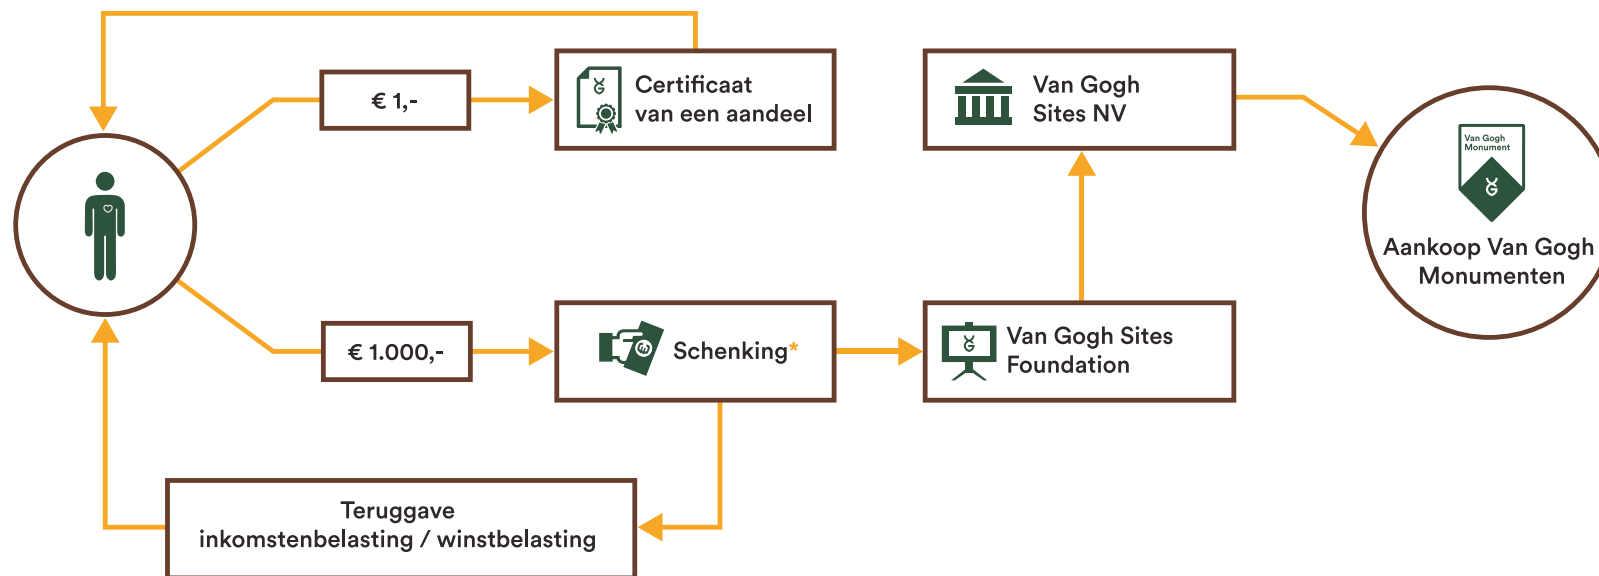 € 1,-
Certificaat
van een aandeel
Van Gogh
Sites NV
Van Gogh
Monument
Aankoop Van Gogh
Monumenten
€ 1.000,-
Schenking*
Van Gogh Sites
Foundation
Teruggave
inkomstenbelasting / winstbelasting